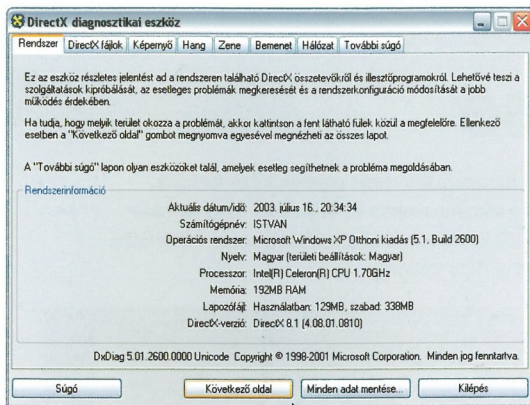 DirectX diagnosztikai eszköz
Rendszer DirectX fájlok Képernyő Hang Zene Bemenet Hálózat További súgó
Ez az eszköz részletes jelentést ad a rendszeren található DirectX összetevőkről és illesztőprogramokról. Lehetővé teszi a
szolgáltatások kipróbálását, az esetleges problémák megkeresését és a rendszerkonfiguráció módosítását a jobb
működés érdekében.
Ha tudja, hogy melyik terület okozza a problémát, akkor kattintson a fent látható fülek közül a megfelelőre. Ellenkező
esetben a "Következő oldal" gombot megnyomva egyesével megnézheti az összes lapot.
A "További súgó" lapon olyan eszközöket talál, amelyek esetleg segíthetnek a probléma megoldásában.
Rendszerinformáció
Aktuális dátum/idő: 2003. július 16., 20:34:34
Számítógépnév: ISTVAN
Operációs rendszer: Microsoft Windows XP Otthoni kiadás (5.1, Build 2600)
Nyelv: Magyar (területi beállítások: Magyar)
Processzor: Intel(R) Celeron(R) CPU 1.70GHz
Memória: 192MB RAM
Lapozófájl: Használatban: 129MB, szabad: 338MB
DirectX-verzió: DirectX 8.1 (4.08.01.0810)
DxDiag 5.01.2600.0000 Unicode Copyright © 1998-2001 Microsoft Corporation. Minden jog fenntartva.
Súgó Következő oldal Minden adat mentése... Kilépés